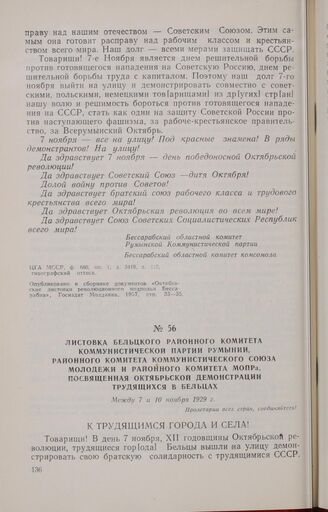 праву над нашим отечеством — Советским Союзом. Этим са-
мым она готовит расправу над рабочим классом и крестьян-
ством всего мира. Наш долг — всеми мерами защищать СССР.
Товарищи! 7-е Ноября является днем решительной борьбы
против готовящегося нападения на Советскую Россию, днем ре-
шительной борьбы труда с капиталом. Поэтому наш долг 7-го
ноября выйти на улицу и демонстрировать совместно с совет-
скими, польскими, немецкими тов[арищами] из др[угих] стр[ан]
нашу волю и решимость бороться против готовящегося нападе-
ния на СССР, стать как один на защиту Советской России про-
тив наступающего фашизма, за рабоче-крестьянское правитель-
ство, за Всерумынский Октябрь.
7 ноября — все на улицу! Под красные знамена! В ряды
демонстрантов! На улицу!
Да здравствует 7 ноября — день победоносной Октябрьской
революции!
Да здравствует Советский Союз — дитя Октября!
Долой войну против Советов!
Да здравствует братский союз рабочего класса и трудового
крестьянства всего мира!
Да здравствует Октябрьская революция во всем мире!
Да здравствует Союз Советских Социалистических Республик
всего мира!
Бессарабский областной комитет
Румынской Коммунистической партии
Бессарабский областной комитет комсомола
ЦГА МССР, ф. 680, оп. 1, д.
типографский оттиск.
Опубликовано в сборнике документов «Октябрь-
ские листовки революционного подполья Бесса-
рабии», Госиздат Молдавии, 1957, стр. 33—35.
№ 56
ЛИСТОВКА БЕЛЬЦКОГО РАЙОННОГО КОМИТЕТА
КОММУНИСТИЧЕСКОЙ ПАРТИИ РУМЫНИИ,
РАЙОННОГО КОМИТЕТА КОММУНИСТИЧЕСКОГО СОЮЗА
МОЛОДЕЖИ И РАЙОННОГО КОМИТЕТА МОПРа,
ПОСВЯЩЕННАЯ ОКТЯБРЬСКОЙ ДЕМОНСТРАЦИИ
ТРУДЯЩИХСЯ В БЕЛЬЦАХ
Между 7 и 10 ноября 1929 г.
Пролетарии всех стран, соединяйтесь!
К ТРУДЯЩИМСЯ ГОРОДА И СЕЛА!
Товарищи! В день 7 ноября, XII годовщины Октябрьской ре-
волюции, трудящиеся гор[ода] Бельцы вышли на улицу демон-
стрировать свою братскую солидарность с трудящимися СССР.
136